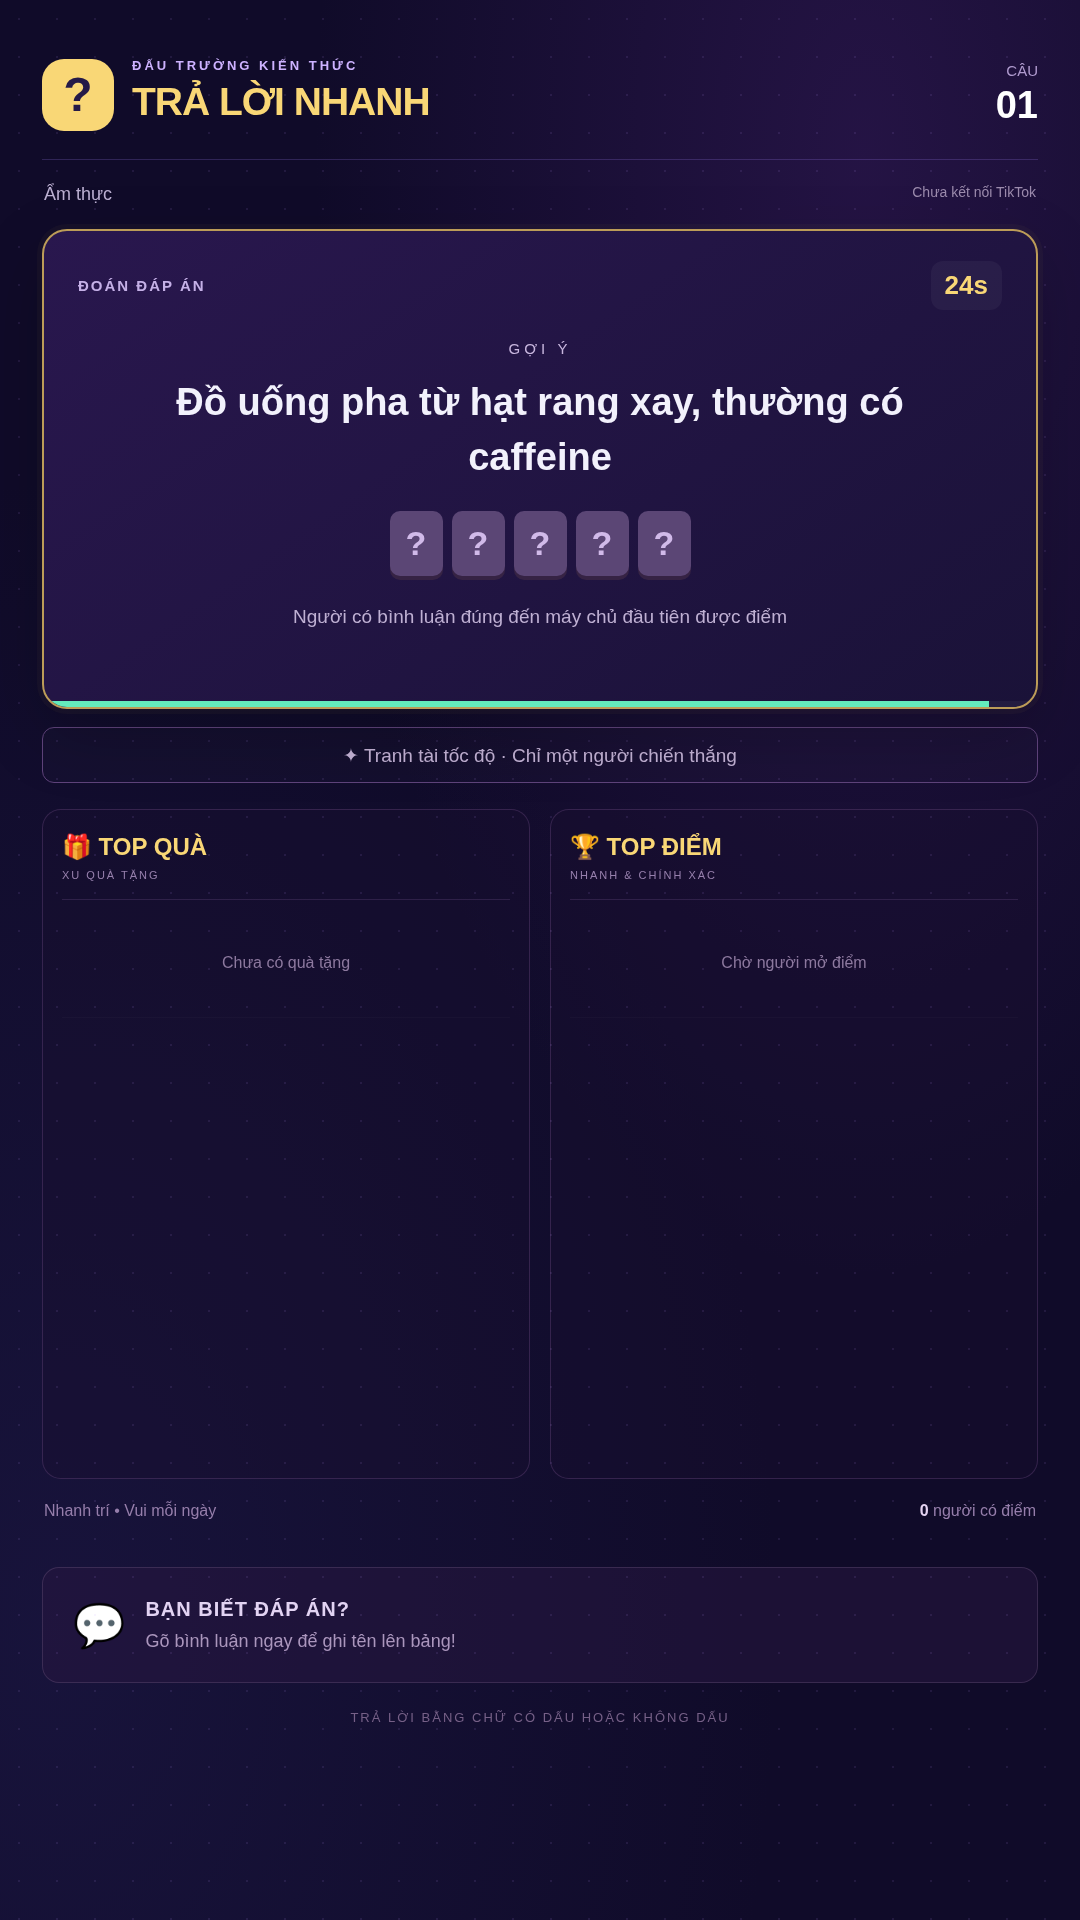 ?
ĐẤU TRƯỜNG KIẾN THỨC
TRẢ LỜI NHANH
CÂU
01
Ẩm thực
Chưa kết nối TikTok
ĐOÁN ĐÁP ÁN
24s
GỢI Ý
Đồ uống pha từ hạt rang xay, thường có
caffeine
? ? ? ? ?
Người có bình luận đúng đến máy chủ đầu tiên được điểm
✦ Tranh tài tốc độ · Chỉ một người chiến thắng
🎁 TOP QUÀ
XU QUÀ TẶNG
Chưa có quà tặng
🏆 TOP ĐIỂM
NHANH & CHÍNH XÁC
Chờ người mở điểm
Nhanh trí • Vui mỗi ngày
0 người có điểm
💬 BẠN BIẾT ĐÁP ÁN?
Gõ bình luận ngay để ghi tên lên bảng!
TRẢ LỜI BẰNG CHỮ CÓ DẤU HOẶC KHÔNG DẤU